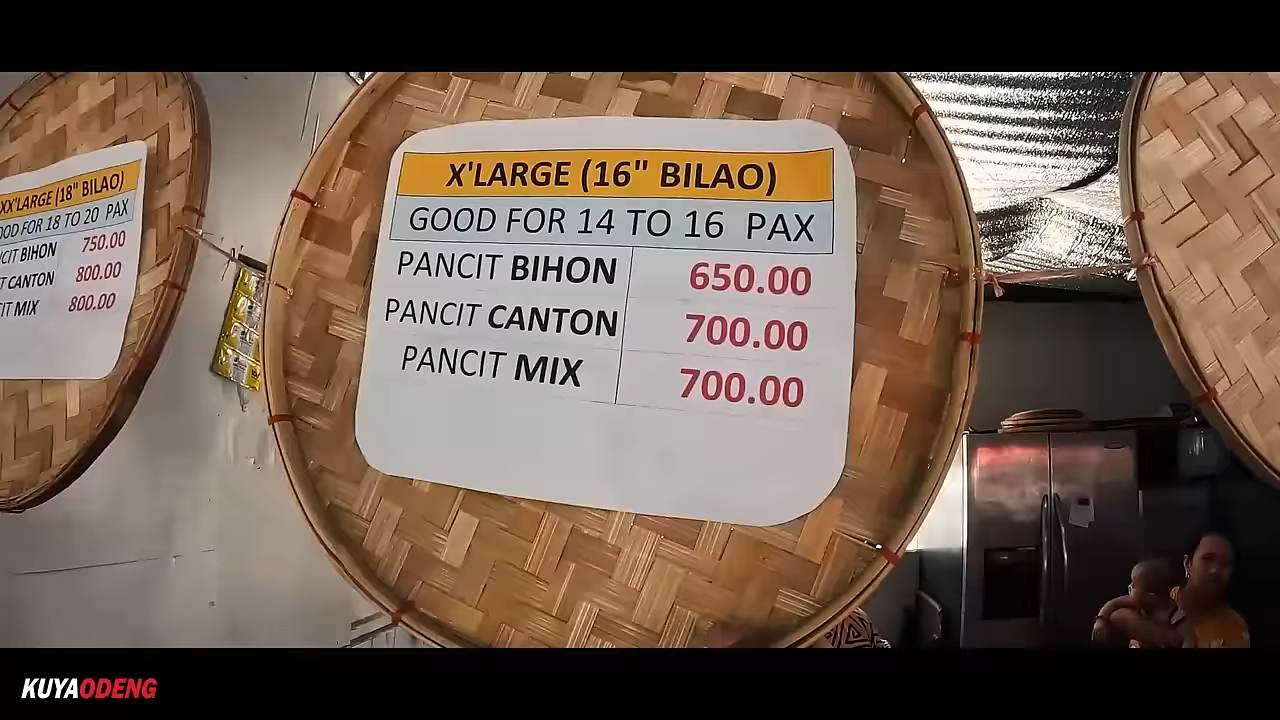 XX'LARGE (18" BILAO)
FOR 18 TO 20 PAX
BIHON 750.00
CANTON 800.00
MIX 800.00
X'LARGE (16" BILAO)
GOOD FOR 14 TO 16 PAX
PANCIT BIHON 650.00
PANCIT CANTON 700.00
PANCIT MIX 700.00
KUYAODENG